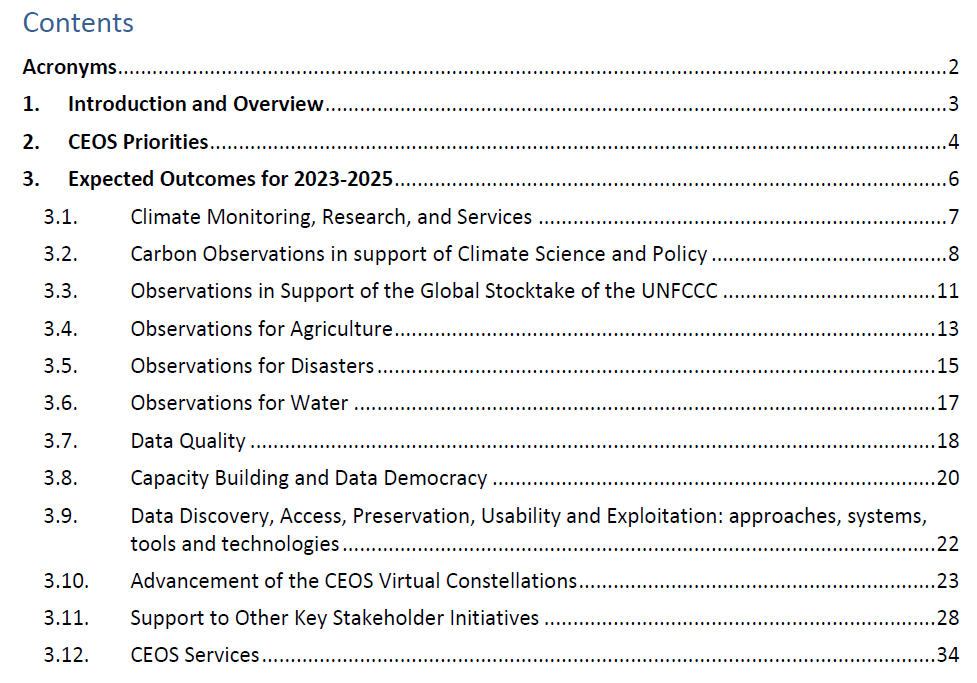 Contents
Acronyms.....2
1. Introduction and Overview.....3
2. CEOS Priorities.....4
3. Expected Outcomes for 2023-2025.....6
3.1. Climate Monitoring, Research, and Services .....7
3.2. Carbon Observations in support of Climate Science and Policy .....8
3.3. Observations in Support of the Global Stocktake of the UNFCCC .....11
3.4. Observations for Agriculture.....13
3.5. Observations for Disasters.....15
3.6. Observations for Water .....17
3.7. Data Quality .....18
3.8. Capacity Building and Data Democracy .....20
3.9. Data Discovery, Access, Preservation, Usability and Exploitation: approaches, systems,
tools and technologies.....22
3.10. Advancement of the CEOS Virtual Constellations.....23
3.11. Support to Other Key Stakeholder Initiatives .....28
3.12. CEOS Services.....34